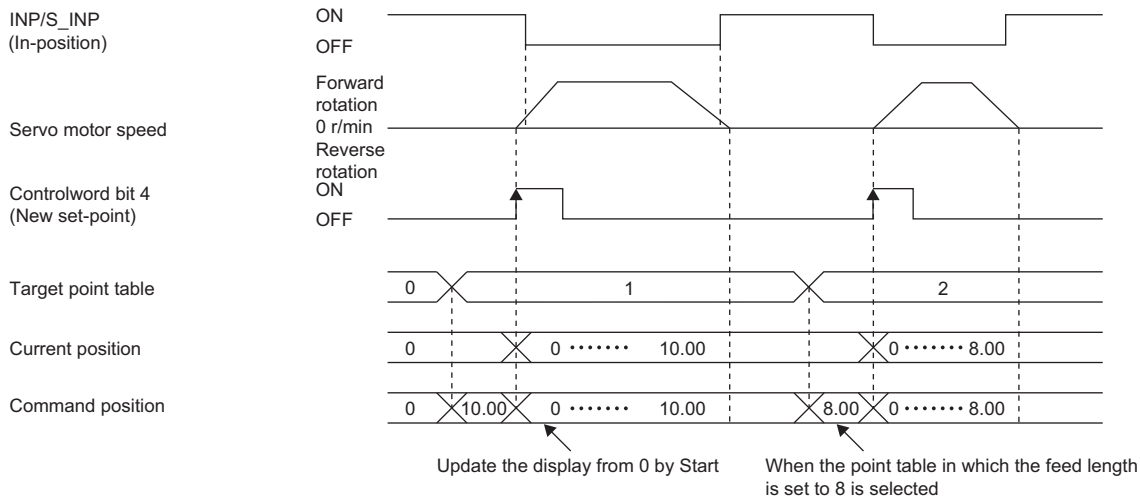 INP/S_INP
(In-position)
ON
OFF
Servo motor speed
Forward
rotation
0 r/min
Reverse
rotation
Controlword bit 4
(New set-point)
ON
OFF
Target point table
0
1
2
Current position
0
0 ······· 10.00
0 ······· 8.00
Command position
0
10.00
0 ······· 10.00
8.00
0 ······· 8.00
Update the display from 0 by Start
When the point table in which the feed length
is set to 8 is selected